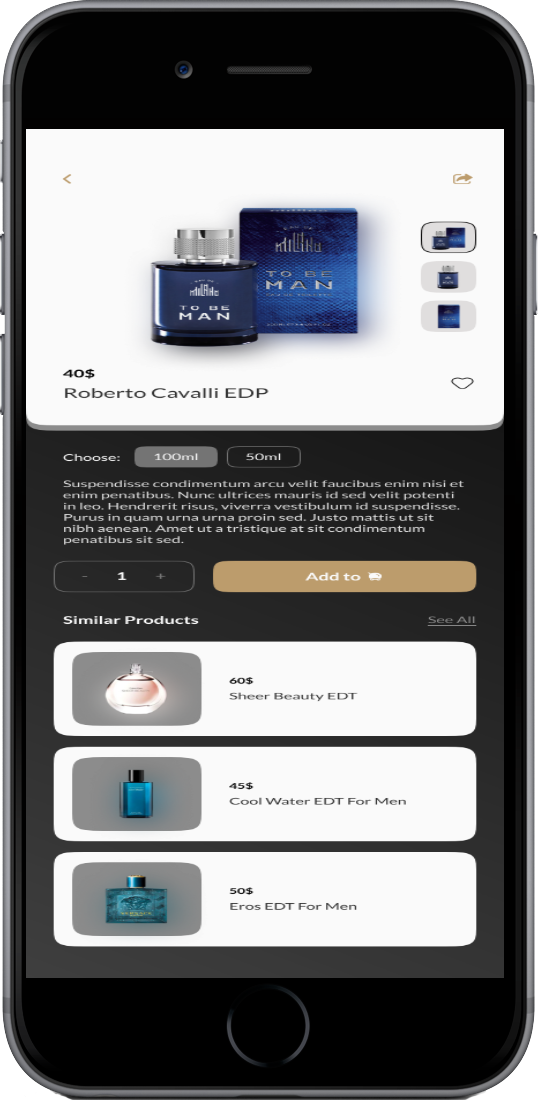 TO BE
MAN
TO BE
MAN
40$
Roberto Cavalli EDP
Choose: 100ml 50ml
Suspendisse condimentum arcu velit faucibus enim nisi et
enim penatibus. Nunc ultrices mauris id sed velit potenti
in leo. Hendrerit risus, viverra vestibulum id suspendisse.
Purus in quam urna urna proin sed. Justo mattis ut sit
nibh aenean. Amet ut a tristique at sit condimentum
penatibus sit sed.
- 1 + Add to
Similar Products See All
60$
Sheer Beauty EDT
45$
Cool Water EDT For Men
50$
Eros EDT For Men